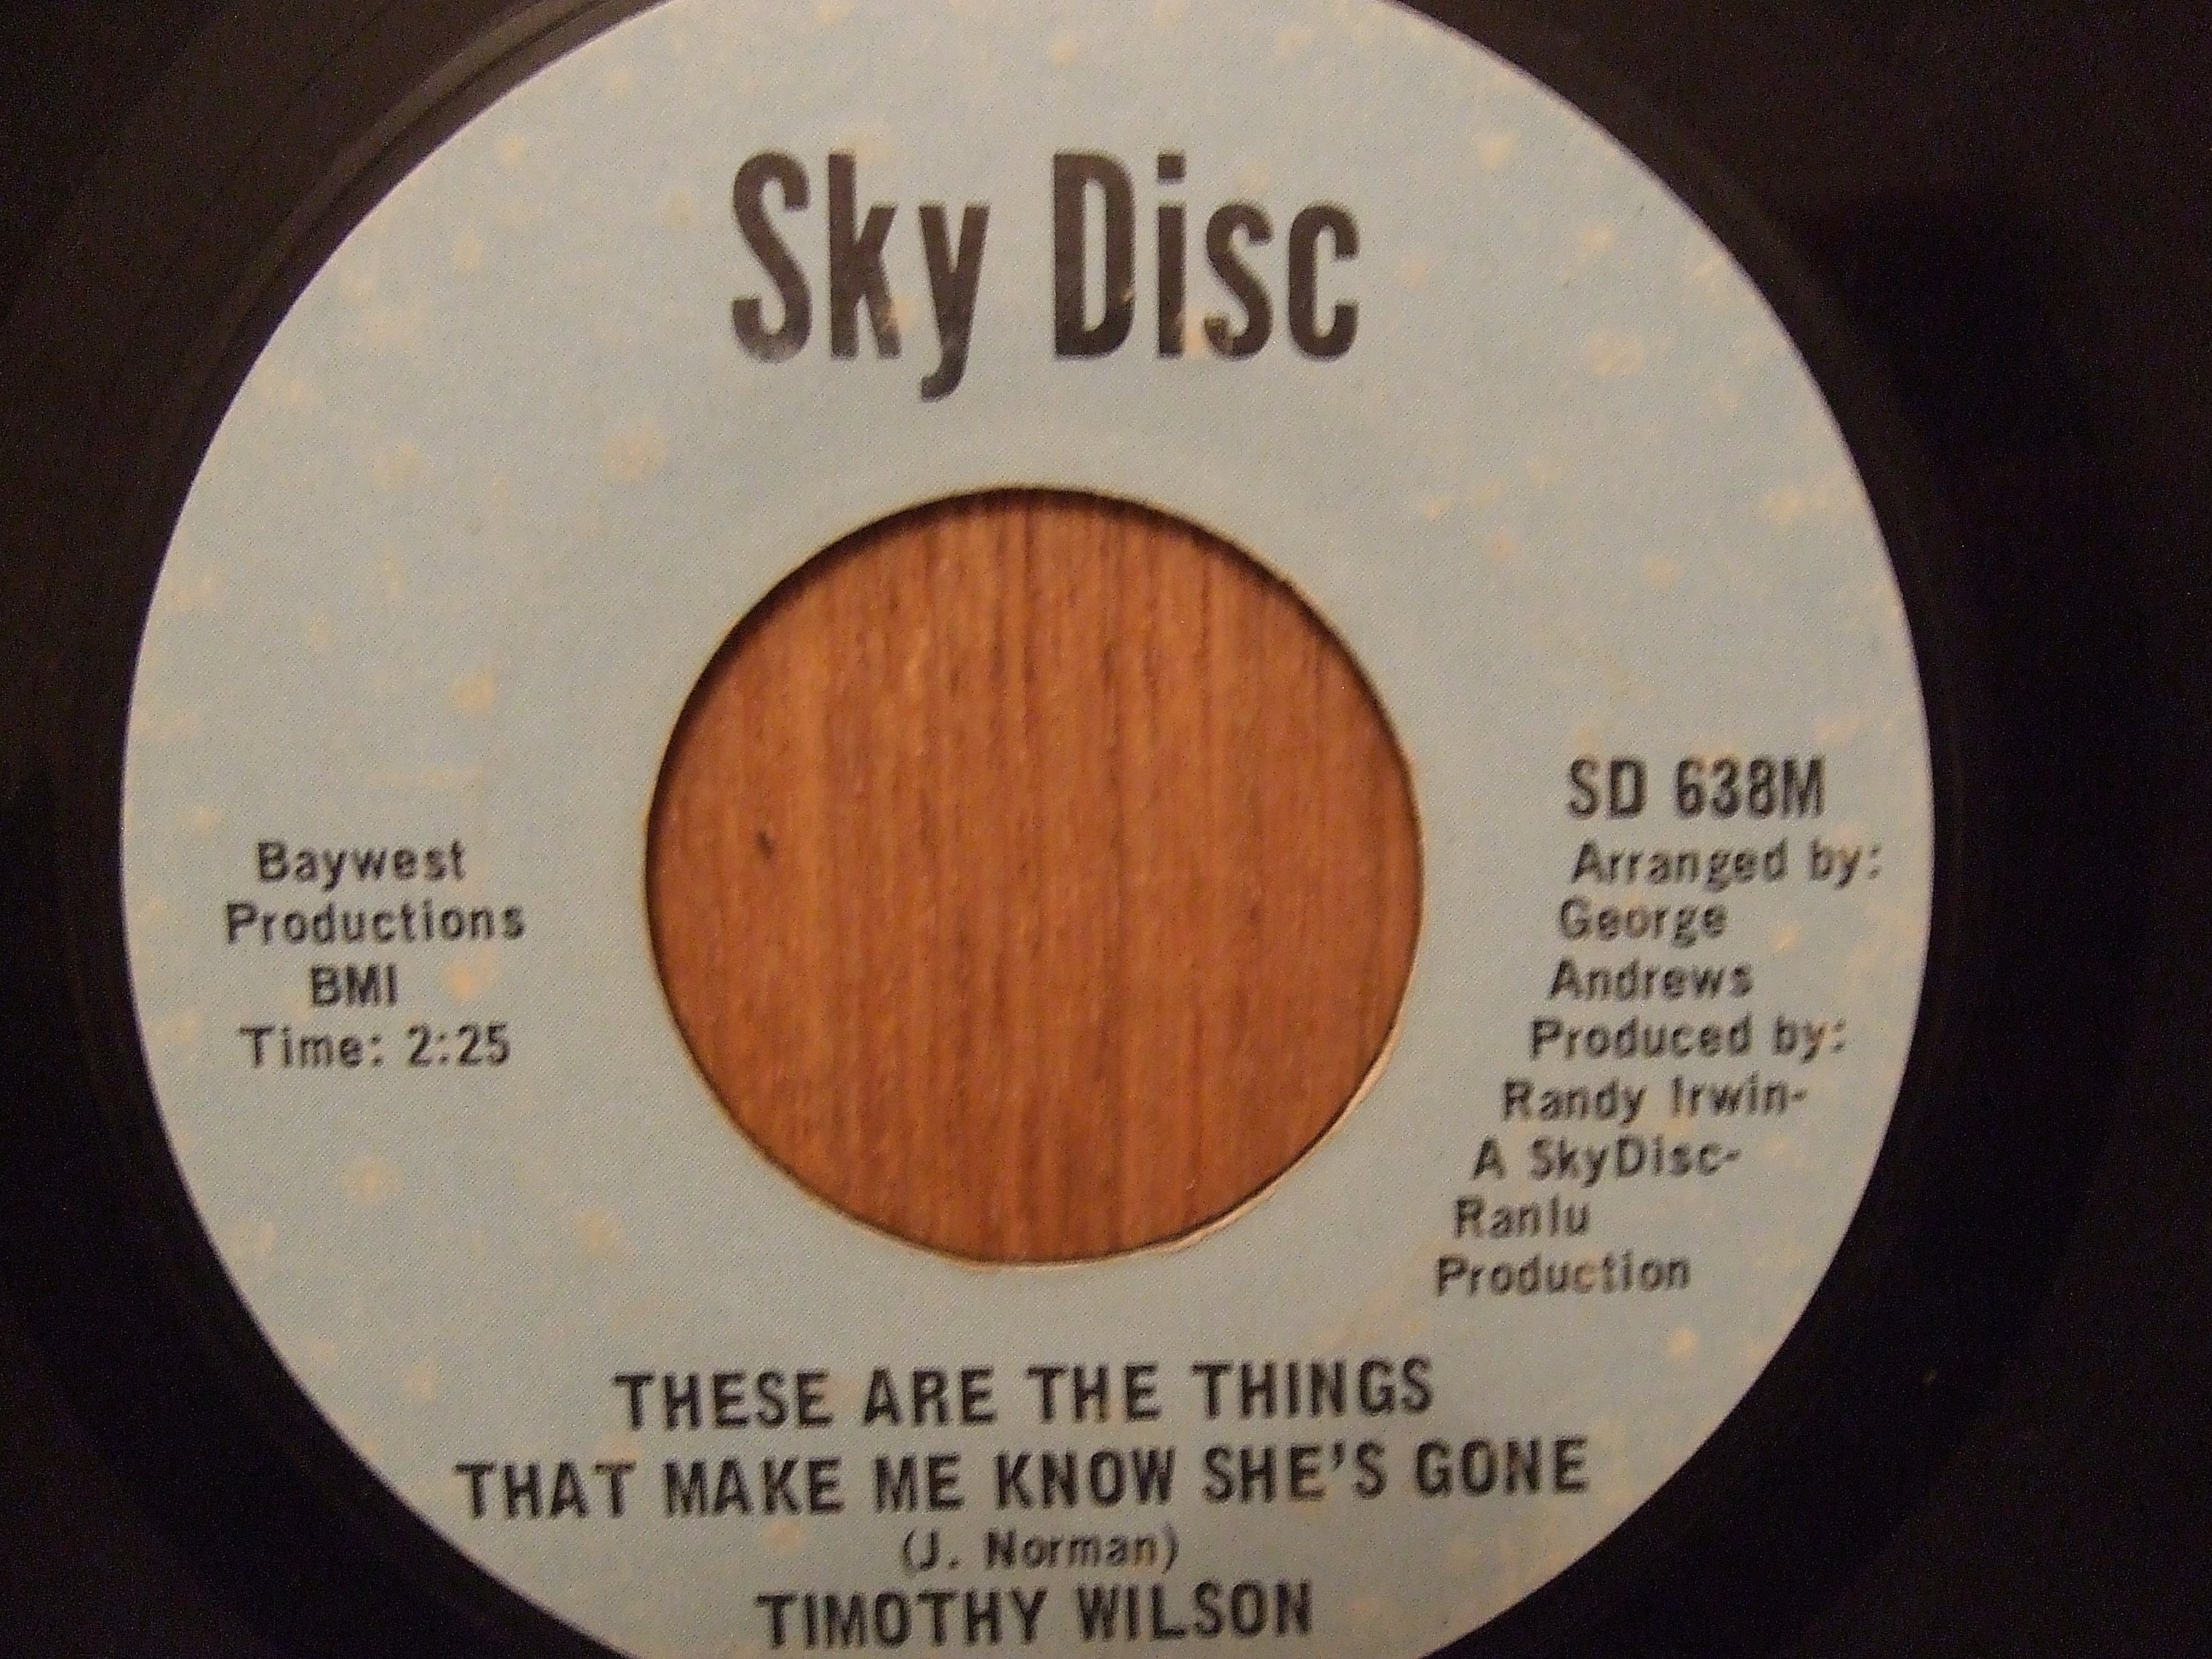 Sky Disc
Baywest
Productions
BMI
Time: 2:25
SD 638M
Arranged by:
George
Andrews
Produced by:
Randy Irwin-
A SkyDisc-
Ranlu
Production
THESE ARE THE THINGS
THAT MAKE ME KNOW SHE'S GONE
(J. Norman)
TIMOTHY WILSON